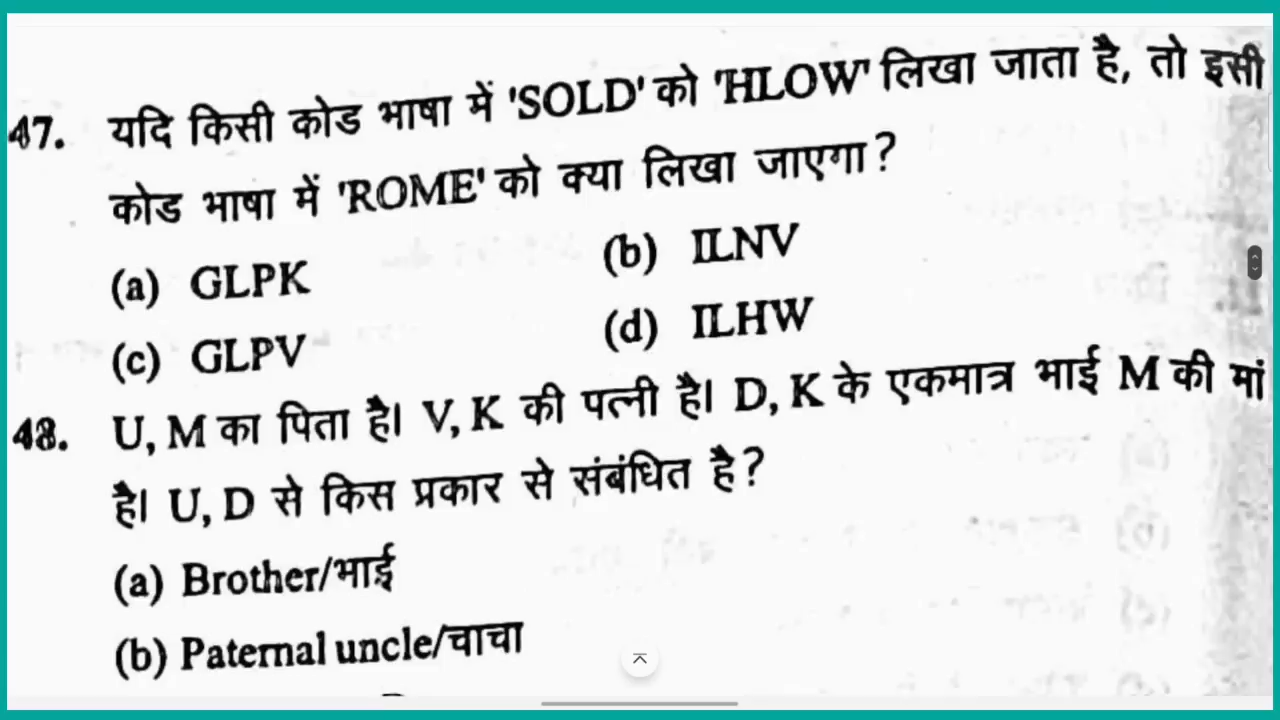 47. यदि किसी कोड भाषा में 'SOLD' को 'HLOW' लिखा जाता है, तो इसी
कोड भाषा में 'ROME' को क्या लिखा जाएगा?
(a) GLPK (b) ILNV
(c) GLPV (d) ILHW
48. U, M का पिता है। V, K की पत्नी है। D, K के एकमात्र भाई M की मां
है। U, D से किस प्रकार से संबंधित है?
(a) Brother/भाई
(b) Paternal uncle/चाचा